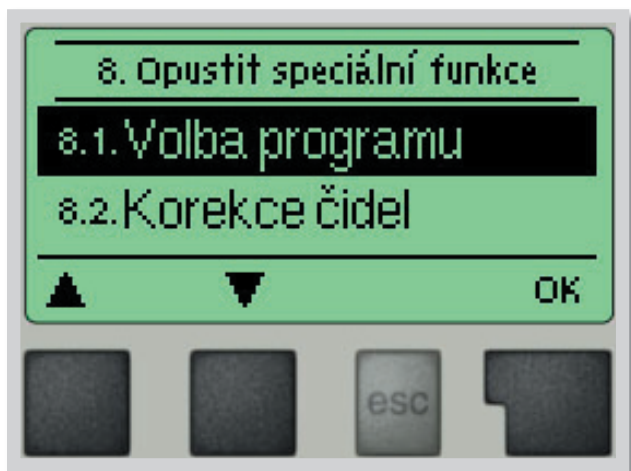 8. Opustit speciální funkce
8.1.Volba programu
8.2.Korekce čidel
OK
esc